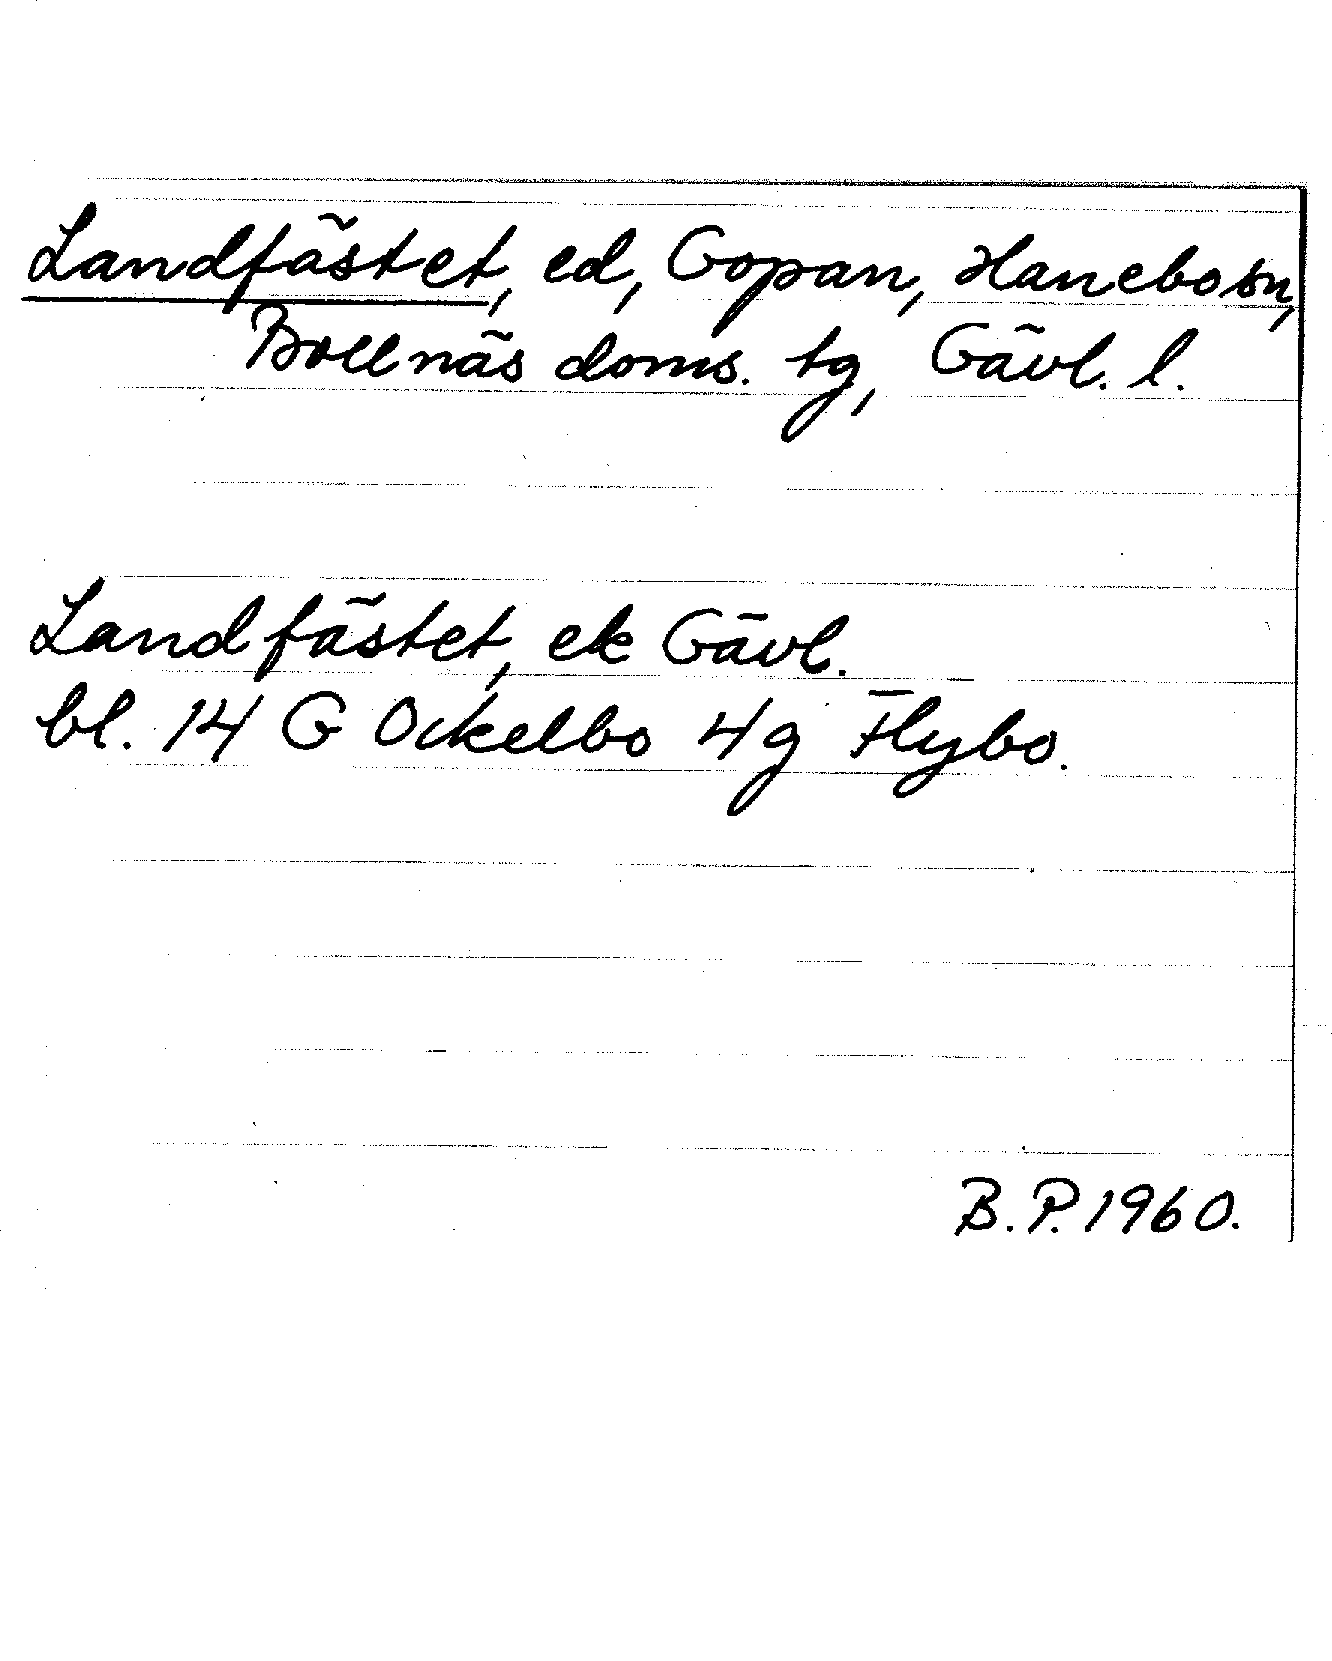 Landfästet, ed, Gopan, Hanebo sn,
Bollnäs doms. tg, Gävl. l.
Landfästet, ek Gävl.
bl. 14 G Ockelbo 4g Flybo.
B.P. 1960.